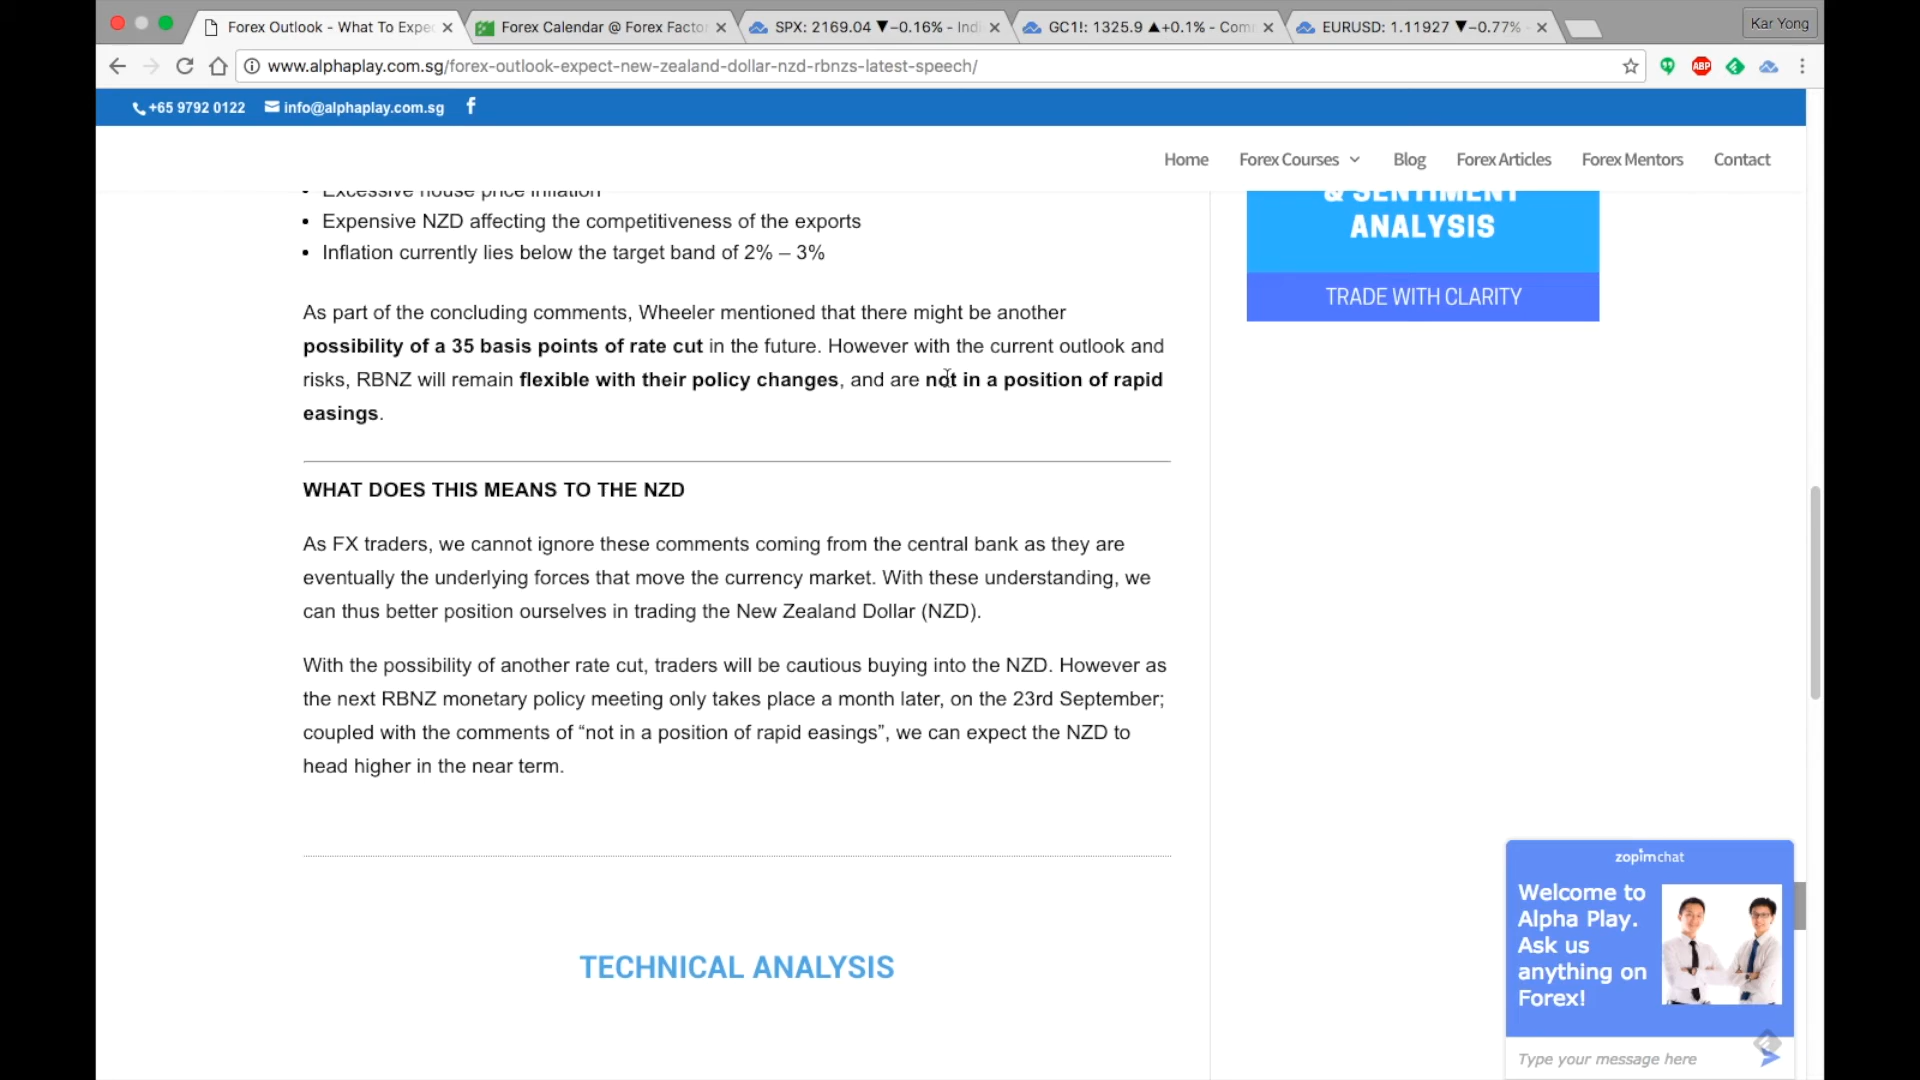 Forex Outlook - What To Expe
Forex Calendar @ Forex Factor
SPX: 2169.04 ▼−0.16% - Indi
GC1!: 1325.9 ▲+0.1% - Com
EURUSD: 1.11927 ▼−0.77% -
Kar Yong
www.alphaplay.com.sg/forex-outlook-expect-new-zealand-dollar-nzd-rbnzs-latest-speech/
ABP
+65 9792 0122 info@alphaplay.com.sg f
Home Forex Courses Blog Forex Articles Forex Mentors Contact
• Excessive house price inflation
• Expensive NZD affecting the competitiveness of the exports
• Inflation currently lies below the target band of 2% – 3%
As part of the concluding comments, Wheeler mentioned that there might be another
possibility of a 35 basis points of rate cut in the future. However with the current outlook and
risks, RBNZ will remain flexible with their policy changes, and are not in a position of rapid
easings.
WHAT DOES THIS MEANS TO THE NZD
As FX traders, we cannot ignore these comments coming from the central bank as they are
eventually the underlying forces that move the currency market. With these understanding, we
can thus better position ourselves in trading the New Zealand Dollar (NZD).
With the possibility of another rate cut, traders will be cautious buying into the NZD. However as
the next RBNZ monetary policy meeting only takes place a month later, on the 23rd September;
coupled with the comments of “not in a position of rapid easings”, we can expect the NZD to
head higher in the near term.
TECHNICAL ANALYSIS
& SENTIMENT
ANALYSIS
TRADE WITH CLARITY
zopimchat
Welcome to
Alpha Play.
Ask us
anything on
Forex!
Type your message here